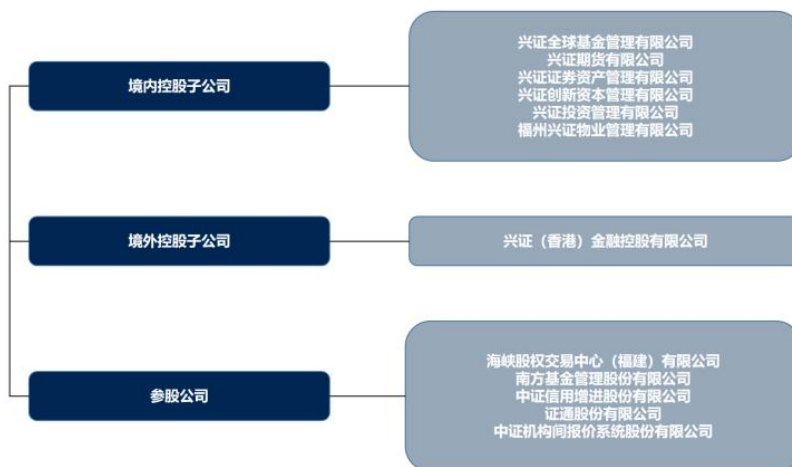 境内控股子公司
兴证全球基金管理有限公司
兴证期货有限公司
兴证证券资产管理有限公司
兴证创新资本管理有限公司
兴证投资管理有限公司
福州兴证物业管理有限公司
境外控股子公司
兴证（香港）金融控股有限公司
参股公司
海峡股权交易中心（福建）有限公司
南方基金管理股份有限公司
中证信用增进股份有限公司
证通股份有限公司
中证机构间报价系统股份有限公司